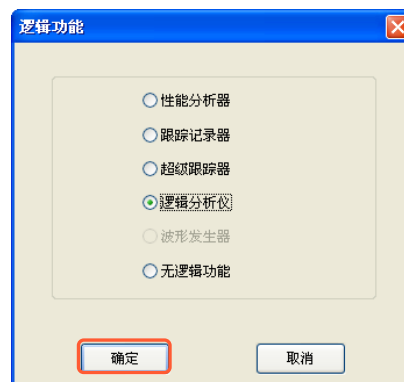 逻辑功能
性能分析器
跟踪记录器
超级跟踪器
逻辑分析仪
波形发生器
无逻辑功能
确定
取消